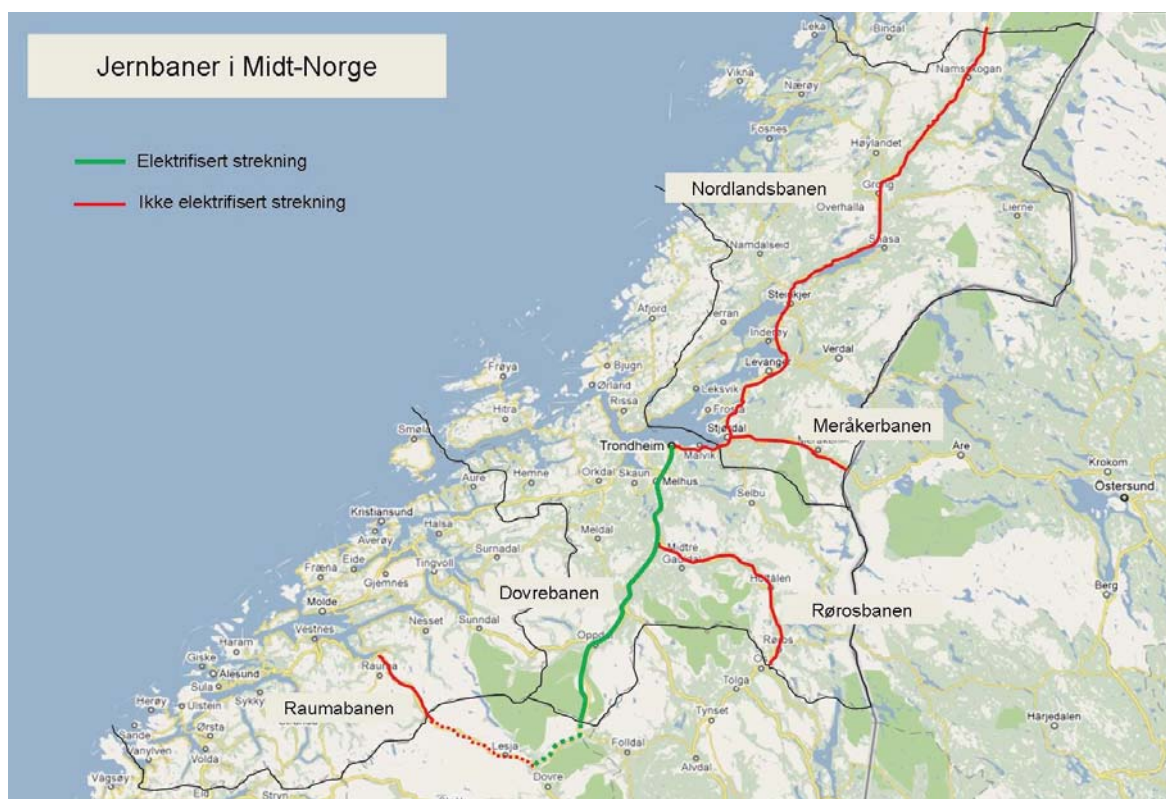 Jernbaner i Midt-Norge
Elektrifisert strekning
Ikke elektrifisert strekning
Leka
Bindal
Vikna
Nærøy
Namsskogan
Fosnes
Høylandet
Nordlandsbanen
Grong
Overhalla
Lierne
Namdalseid
Snåsa
Steinkjer
Åfjord
Verran
Inderøy
Verdal
Levanger
Frøya
Bjugn
Ørland
Leksvik
Hitra
Rissa
Frosta
Smøla
Stjørdal
Meråkerbanen
Trondheim
Malvik
Åre
Krokom
Östersund
Hemne
Orkdal
Skaun
Melhus
Aure
Selbu
Kristiansund
Averøy
Halsa
Meldal
Fræna
Eide
Tingvoll
Surnadal
Midtre
Gauldal
Gjemnes
Holtålen
Berg
Dovrebanen
Rørosbanen
Molde
Vestnes
Nesset
Sunndal
Oppdal
Haram
Røros
Giske
Ålesund
Rauma
Sula
Tolga
Herøy
Ulstein
Sykky
Raumabanen
Tynset
Härjedalen
Sande
Ørsta
Vanylven
Volda
Lesja
Folldal
Alvdal
Vågsøy
Dovre
Eid
Stryn